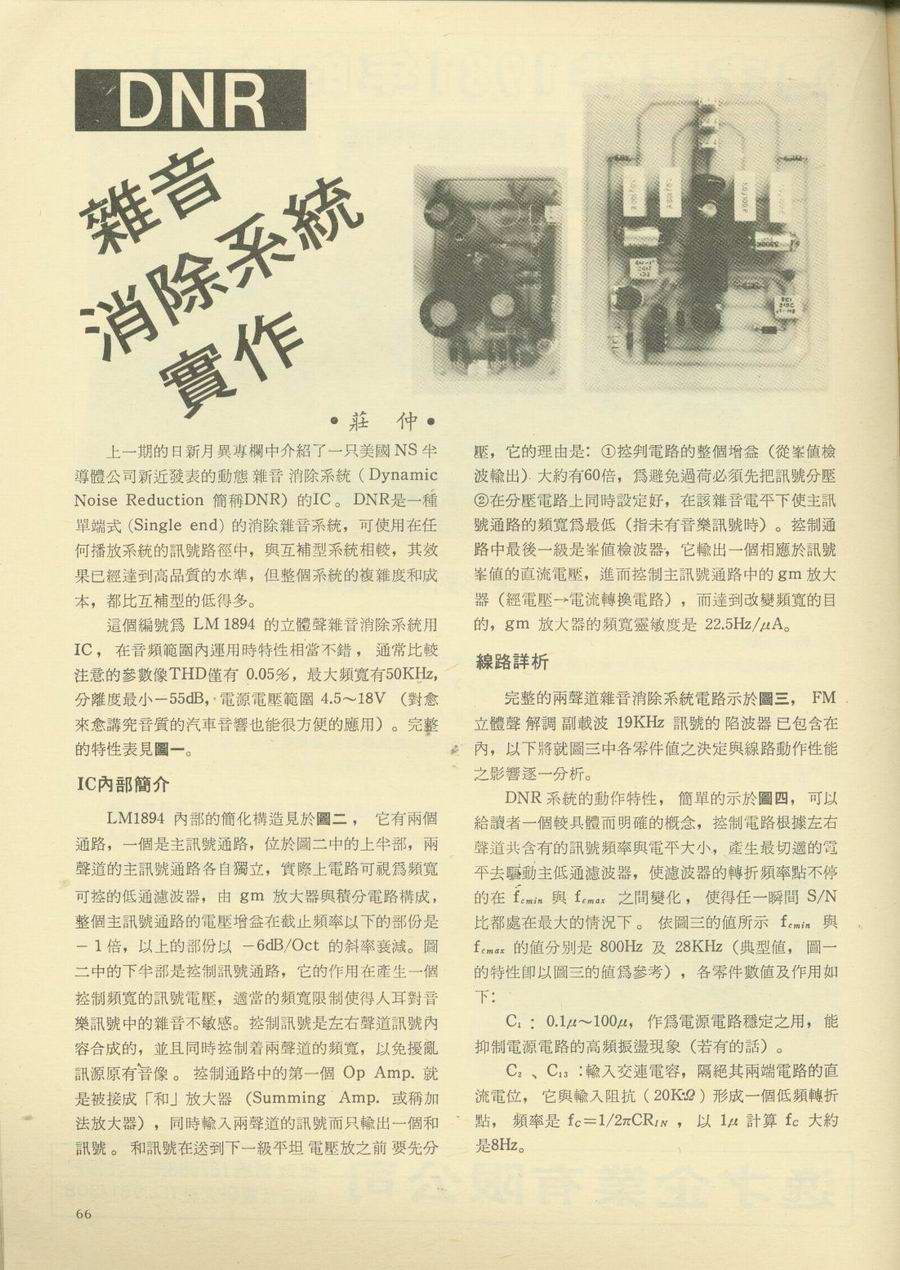 DNR
雜音
消除系統
實作
•莊　仲•
上一期的日新月異專欄中介紹了一只美國 NS 半
導體公司新近發表的動態 雜音 消除系統 ( Dynamic
Noise Reduction 簡稱DNR) 的IC。 DNR是一種
單端式 (Single end) 的消除雜音系統，可使用在任
何播放系統的訊號路徑中，與互補型系統相較，其效
果已經達到高品質的水準，但整個系統的複雜度和成
本，都比互補型的低得多。
這個編號爲 LM 1894 的立體聲雜音消除系統用
IC， 在音頻範圍內運用時特性相當不錯 ， 通常比較
注意的參數像THD僅有 0.05%，最大頻寬有50KHz,
分離度最小－55dB, 電源電壓範圍 4.5～18V （對愈
來愈講究音質的汽車音響也能很方便的應用）。完整
的特性表見圖一。
IC內部簡介
LM1894 內部的簡化構造見於圖二 ， 它有兩個
通路，一個是主訊號通路，位於圖二中的上半部，兩
聲道的主訊號通路各自獨立，實際上電路可視爲頻寬
可控的低通濾波器，由 gm 放大器與積分電路構成，
整個主訊號通路的電壓增益在截止頻率以下的部份是
－1 倍，以上的部份以 －6dB/Oct 的斜率衰減。圖
二中的下半部是控制訊號通路，它的作用在產生一個
控制頻寬的訊號電壓，適當的頻寬限制使得人耳對音
樂訊號中的雜音不敏感。控制訊號是左右聲道訊號內
容合成的，並且同時控制着兩聲道的頻寬，以免擾亂
訊源原有音像 。 控制通路中的第一個 Op Amp. 就
是被接成「和」放大器 (Summing Amp. 或稱加
法放大器），同時輸入兩聲道的訊號而只輸出一個和
訊號 。 和訊號在送到下一級平坦 電壓放之前 要先分
壓，它的理由是: ①控判電路的整個增益（從峯値檢
波輸出）大約有60倍，爲避免過荷必須先把訊號分壓
②在分壓電路上同時設定好，在該雜音電平下使主訊
號通路的頻寬爲最低（指未有音樂訊號時）。控制通
路中最後一級是峯値檢波器，它輸出一個相應於訊號
峯値的直流電壓，進而控制主訊號通路中的 gm 放大
器（經電壓→電流轉換電路），而達到改變頻寬的目
的，gm 放大器的頻寬靈敏度是 22.5Hz/μA。
線路詳析
完整的兩聲道雜音消除系統電路示於圖三， FM
立體聲 解調 副載波 19KHz 訊號的 陷波器 已包含在
內，以下將就圖三中各零件値之決定與線路動作性能
之影響逐一分析。
DNR 系統的動作特性， 簡單的示於圖四，可以
給讀者一個較具體而明確的概念，控制電路根據左右
聲道共含有的訊號頻率與電平大小，產生最切適的電
平去驅動主低通濾波器，使濾波器的轉折頻率點不停
的在 fcmin 與 fcmax 之間變化 ， 使得任一瞬間 S/N
比都處在最大的情況下 。 依圖三的値所示 fcmin 與
fcmax 的値分別是 800Hz 及 28KHz（典型値， 圖一
的特性卽以圖三的値爲參考），各零件數値及作用如
下:
C1 : 0.1μ～100μ， 作爲電源電路穩定之用，能
抑制電源電路的高頻振盪現象（若有的話）。
C2 、C13 :輸入交連電容，隔絕其兩端電路的直
流電位， 它與輸入阻抗（20KΩ）形成一個低頻轉折
點， 頻率是 fc=1/2πCRIN ， 以 1μ 計算 fc 大約
是8Hz。
66